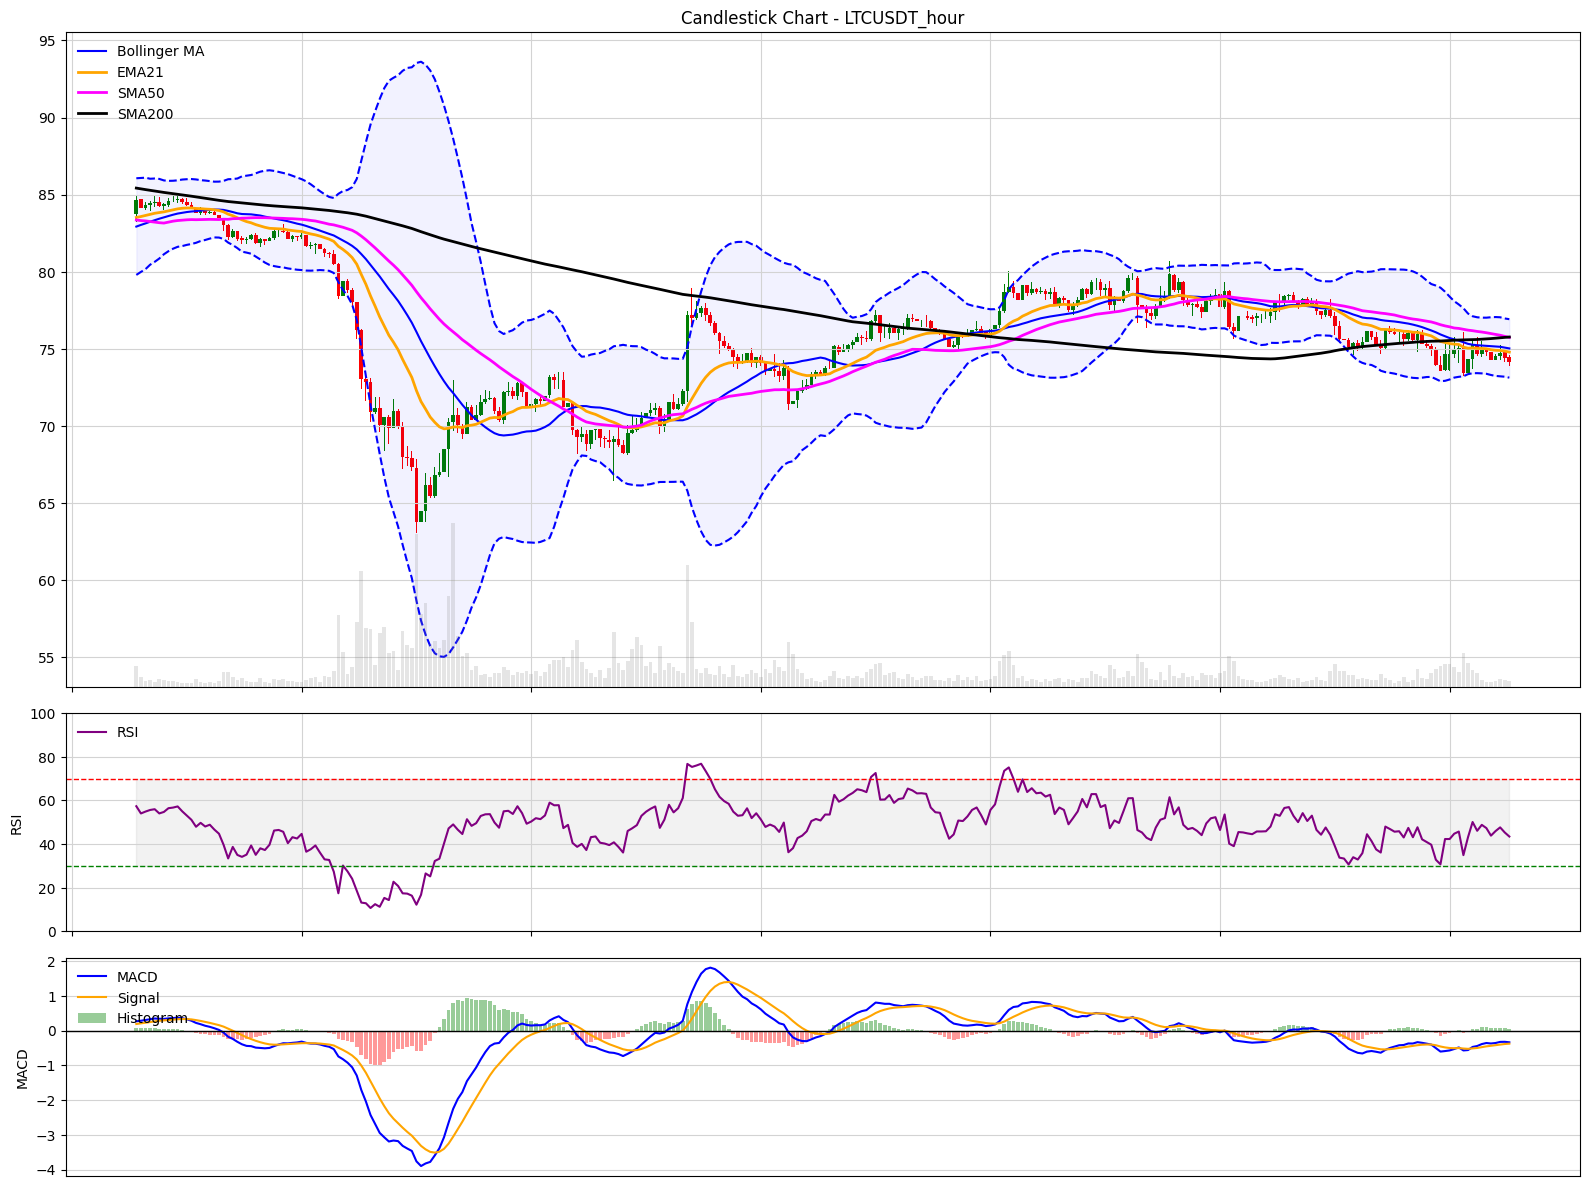 Candlestick Chart - LTCUSDT_hour
95
90
85
80
75
70
65
60
55
Bollinger MA
EMA21
SMA50
SMA200
100
80
60
40
20
0
RSI
RSI
2
1
0
−1
−2
−3
−4
MACD
MACD
Signal
Histogram